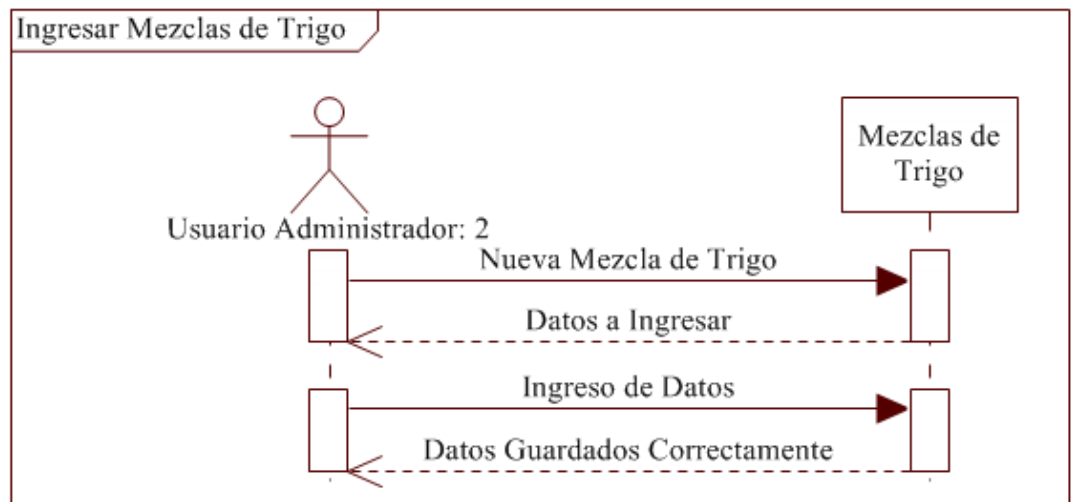 Ingresar Mezclas de Trigo
Mezclas de
Trigo
Usuario Administrador: 2
Nueva Mezcla de Trigo
Datos a Ingresar
Ingreso de Datos
Datos Guardados Correctamente